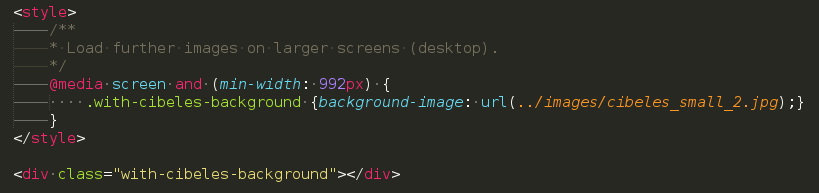 <style>
/**
* Load further images on larger screens (desktop).
*/
@media screen and (min-width: 992px) {
.with-cibeles-background {background-image: url(../images/cibeles_small_2.jpg);}
}
</style>
<div class="with-cibeles-background"></div>